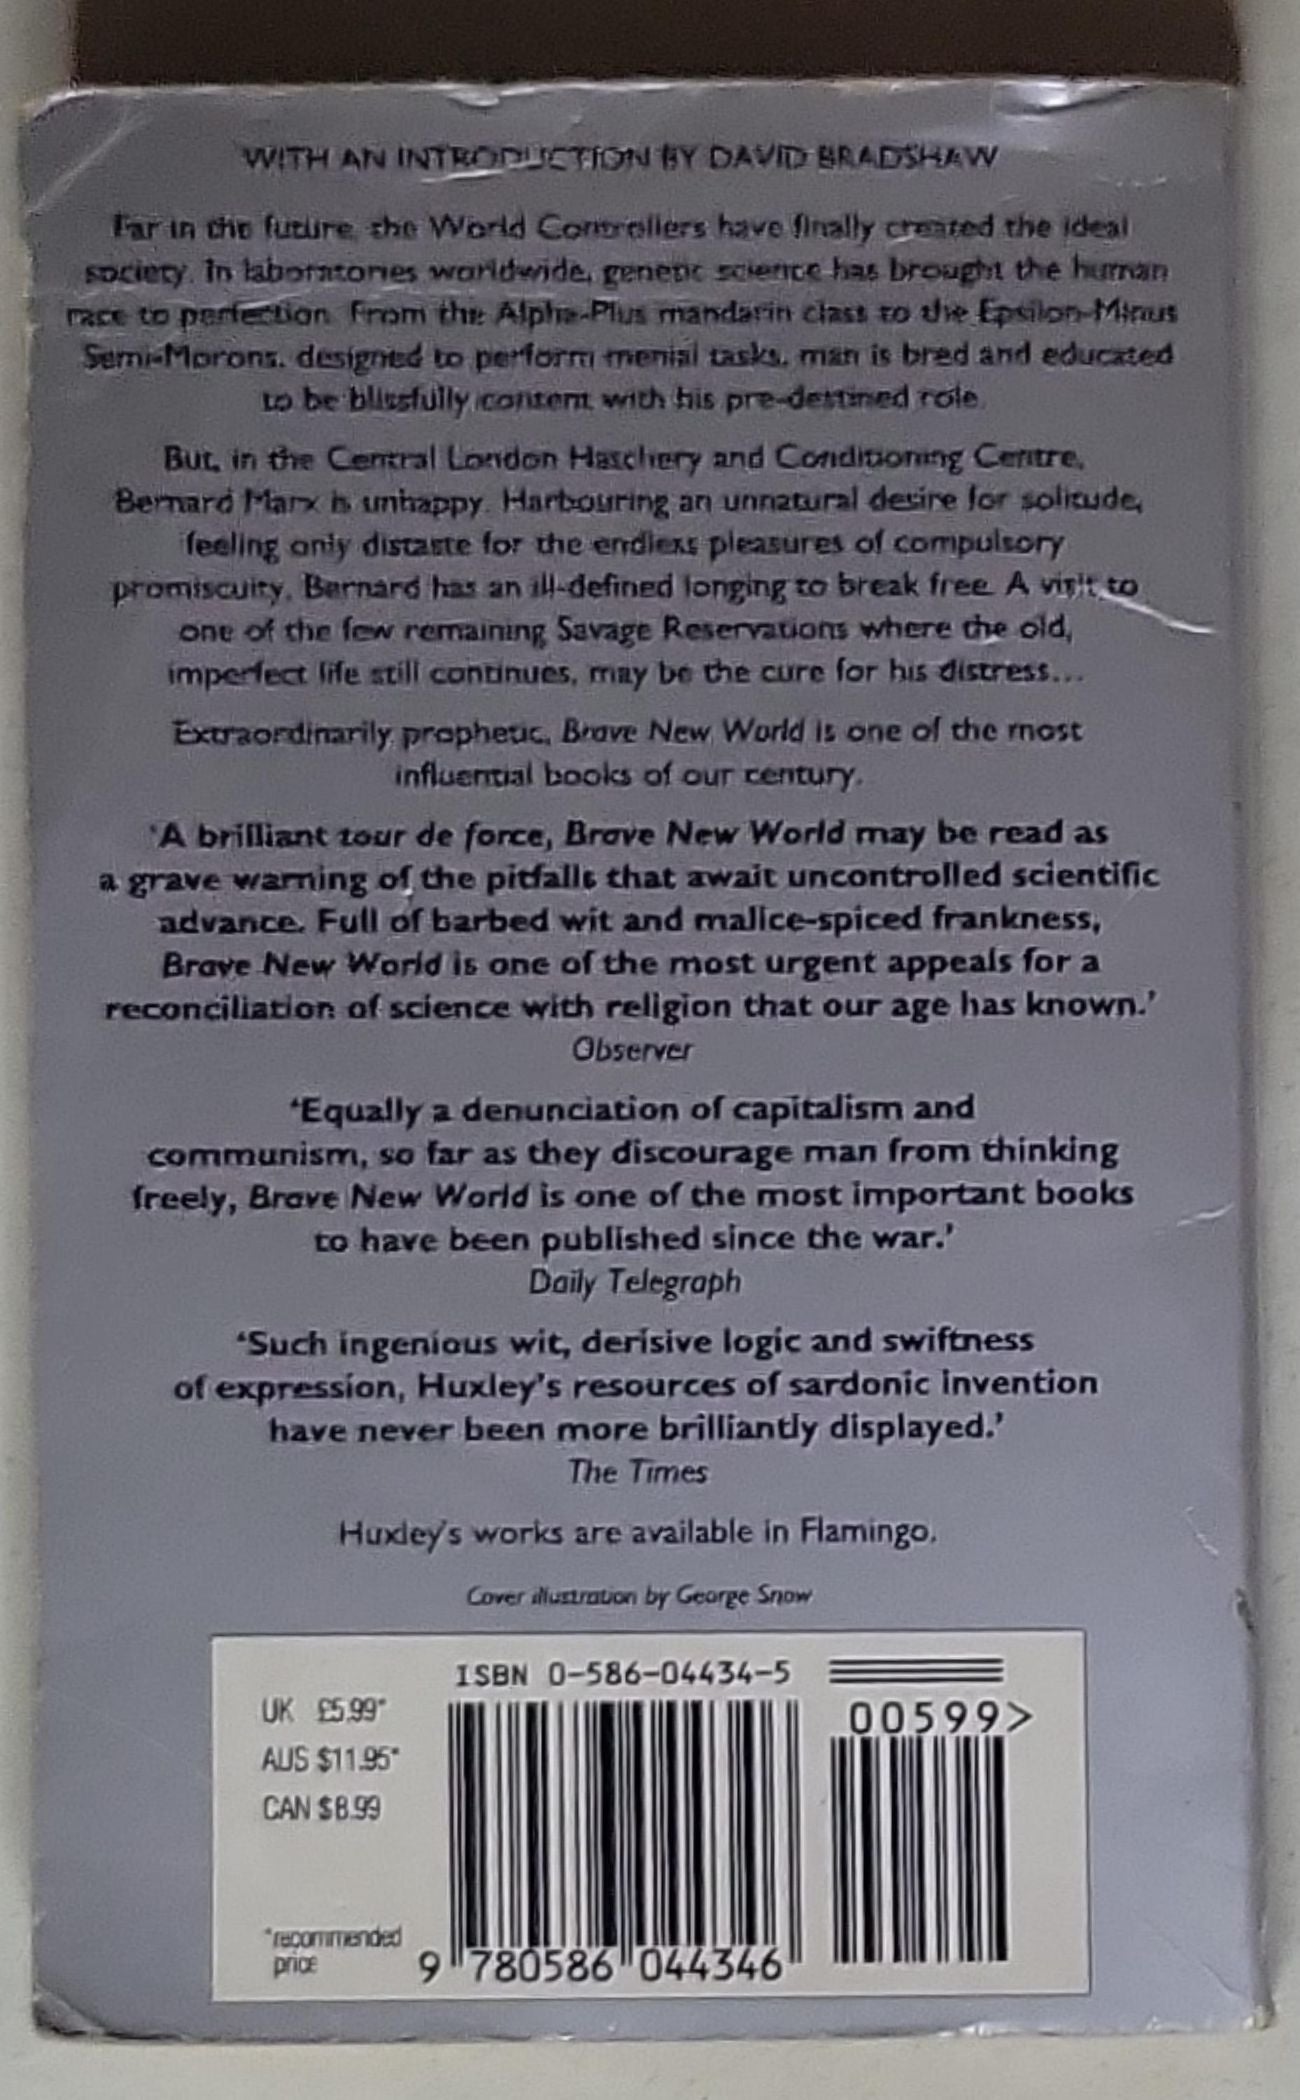 WITH AN INTRODUCTION BY DAVID BRADSHAW
Far in the future, the World Controllers have finally created the ideal
society. In laboratories worldwide, genetic science has brought the human
race to perfection. From the Alpha-Plus mandarin class to the Epsilon-Minus
Semi-Morons, designed to perform menial tasks, man is bred and educated
to be blissfully content with his pre-destined role.
But, in the Central London Hatchery and Conditioning Centre,
Bernard Marx is unhappy. Harbouring an unnatural desire for solitude,
feeling only distaste for the endless pleasures of compulsory
promiscuity, Bernard has an ill-defined longing to break free. A visit to
one of the few remaining Savage Reservations where the old,
imperfect life still continues, may be the cure for his distress...
Extraordinarily prophetic, Brave New World is one of the most
influential books of our century.
‘A brilliant tour de force, Brave New World may be read as
a grave warning of the pitfalls that await uncontrolled scientific
advance. Full of barbed wit and malice-spiced frankness,
Brave New World is one of the most urgent appeals for a
reconciliation of science with religion that our age has known.’
Observer
‘Equally a denunciation of capitalism and
communism, so far as they discourage man from thinking
freely, Brave New World is one of the most important books
to have been published since the war.’
Daily Telegraph
‘Such ingenious wit, derisive logic and swiftness
of expression, Huxley's resources of sardonic invention
have never been more brilliantly displayed.’
The Times
Huxley's works are available in Flamingo.
Cover illustration by George Snow
ISBN 0-586-04434-5
00599>
UK £5.99*
AUS $11.95*
CAN $8.99
*recommended
price
9 780586 044346